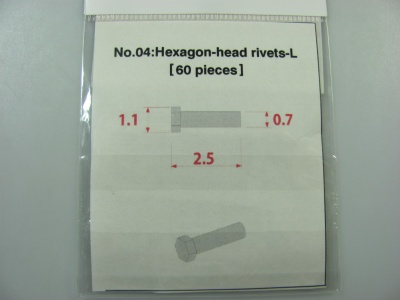 No.04:Hexagon-head rivets-L
[60 pieces]
1.1
0.7
2.5